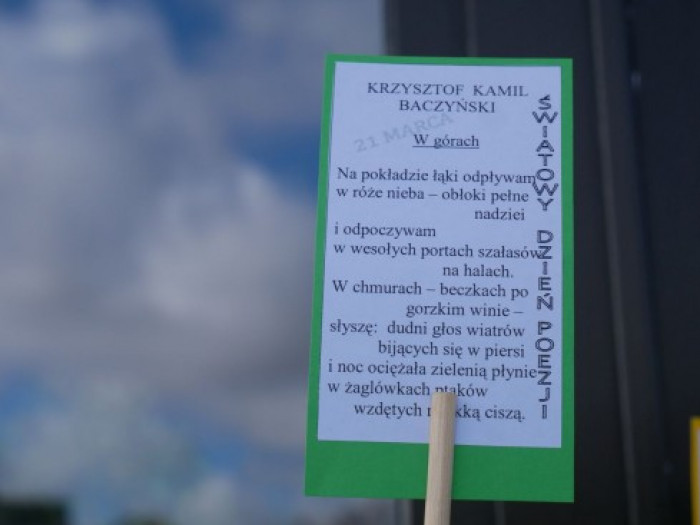 KRZYSZTOF KAMIL
BACZYŃSKI
21 MARCA
W górach
Na pokładzie łąki odpływam
w róże nieba – obłoki pełne
nadziei
i odpoczywam
w wesołych portach szałasów
na halach.
W chmurach – beczkach po
gorzkim winie –
słyszę: dudni głos wiatrów
bijących się w piersi
i noc ociężała zielenią płynie
w żaglówkach ptaków
wzdętych ciszą.
ŚWIATOWY DZIEŃ POEZJI